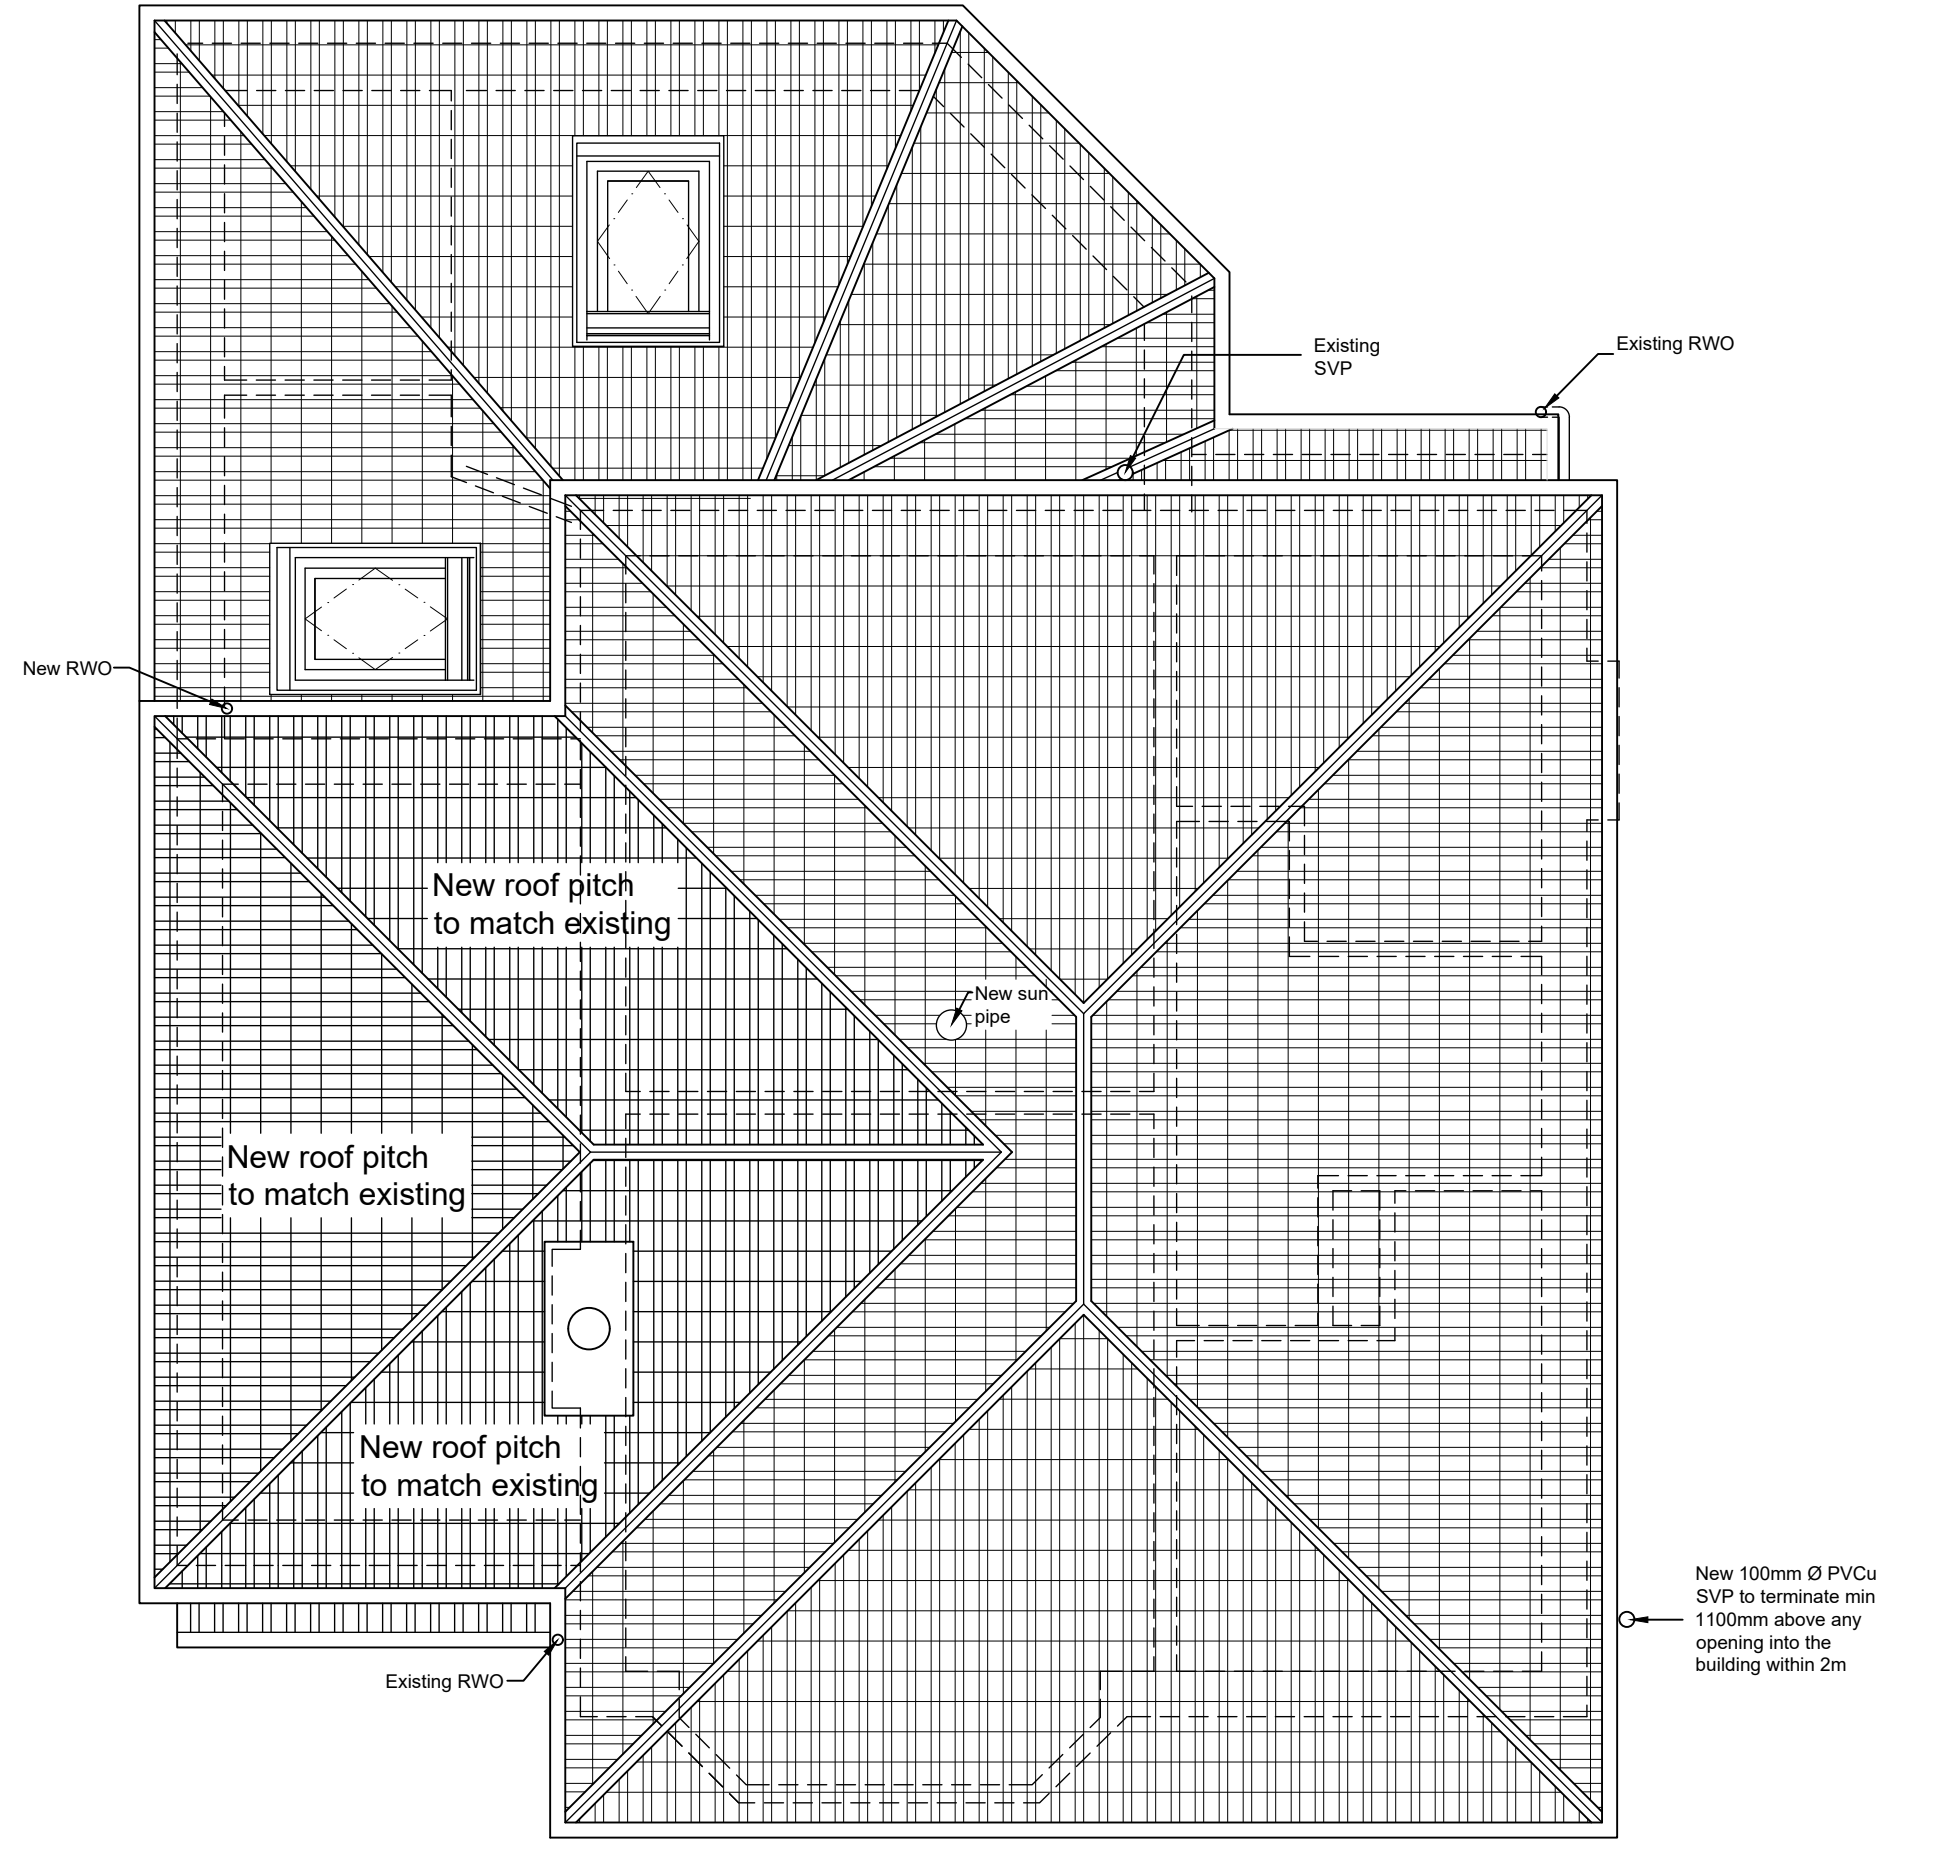 Existing
SVP
Existing RWO
New RWO
New roof pitch
to match existing
New sun
pipe
New roof pitch
to match existing
New roof pitch
to match existing
New 100mm Ø PVCu
SVP to terminate min
1100mm above any
opening into the
building within 2m
Existing RWO